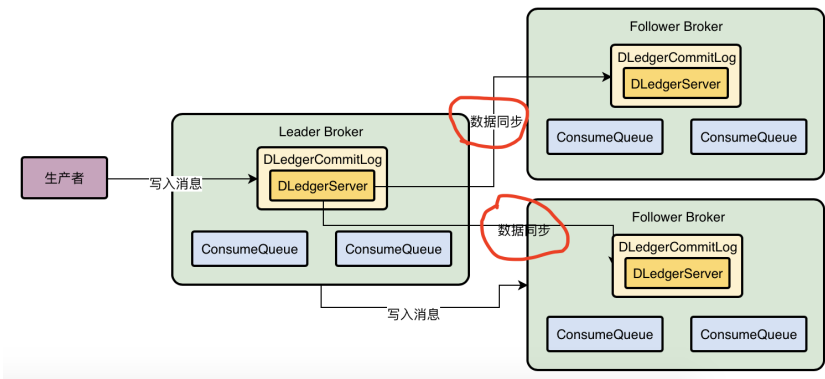 生产者
写入消息
Leader Broker
DLedgerCommitLog
DLedgerServer
ConsumeQueue
ConsumeQueue
数据同步
数据同步
写入消息
Follower Broker
DLedgerCommitLog
DLedgerServer
ConsumeQueue
ConsumeQueue
Follower Broker
DLedgerCommitLog
DLedgerServer
ConsumeQueue
ConsumeQueue